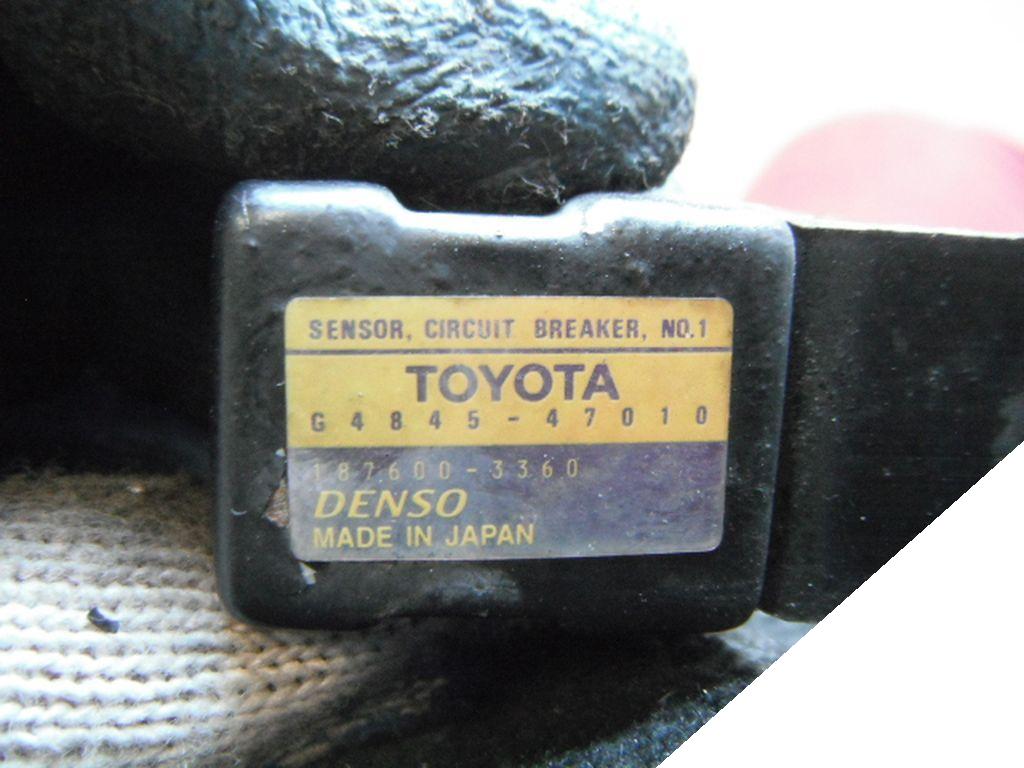 SENSOR, CIRCUIT BREAKER, NO.1
TOYOTA
G4845-47010
187600-3360
DENSO
MADE IN JAPAN